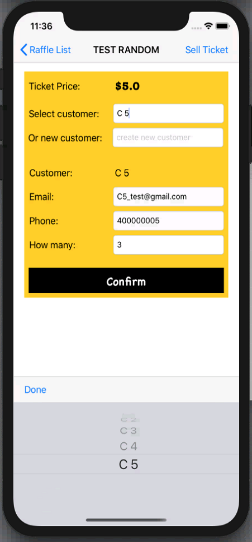 11:36
Raffle List TEST RANDOM Sell Ticket
Ticket Price: $5.0
Select customer: C 5
Or new customer: create new customer
Customer: C 5
Email: C5_test@gmail.com
Phone: 400000005
How many: 3
Confirm
Done
C 3
C 4
C 5